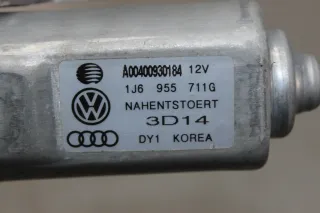 A00400930184 12V
1J6 955 711G
NAHENTSTOERT
3D14
DY1 KOREA